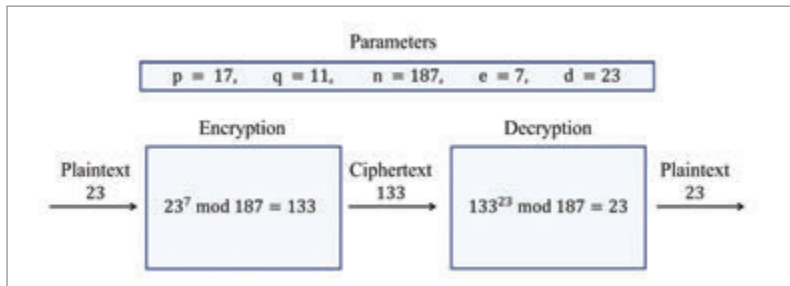 Parameters
p = 17, q = 11, n = 187, e = 7, d = 23
Encryption
Decryption
Plaintext
23
23⁷ mod 187 = 133
Ciphertext
133
133²³ mod 187 = 23
Plaintext
23